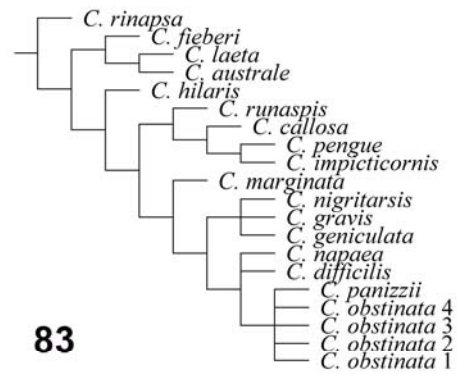 C. rinapsa
C. fieberi
C. laeta
C. australe
C. hilaris
C. runaspis
C. callosa
C. pengue
C. impicticornis
C. marginata
C. nigritarsis
C. gravis
C. geniculata
C. napaea
C. difficilis
C. panizzii
C. obstinata 4
C. obstinata 3
C. obstinata 2
C. obstinata 1
83